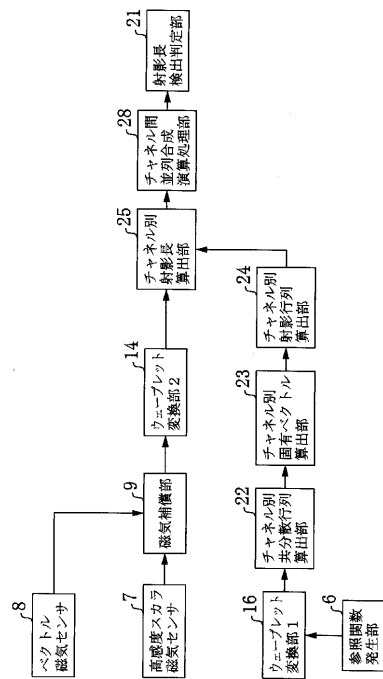 8
ベクトル
磁気センサ
7
高感度スカラ
磁気センサ
9
磁気補償部
14
ウェーブレット
変換部2
25
チャネル別
射影長
算出部
28
チャネル間
並列合成
演算処理部
21
射影長
検出判定部
16
ウェーブレット
変換部1
6
参照関数
発生部
22
チャネル別
共分散行列
算出部
23
チャネル別
固有ベクトル
算出部
24
チャネル別
射影行列
算出部